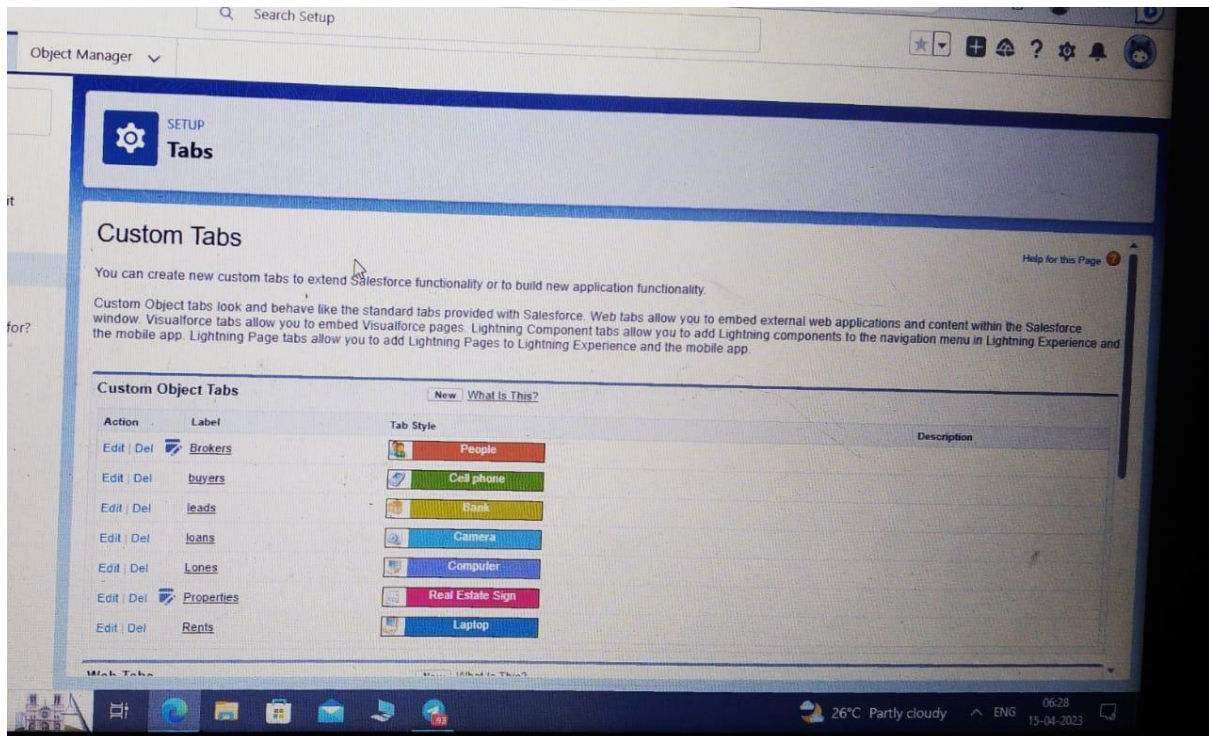 Search Setup
Object Manager
SETUP
Tabs
it
for?
Custom Tabs
Help for this Page
You can create new custom tabs to extend Salesforce functionality or to build new application functionality.
Custom Object tabs look and behave like the standard tabs provided with Salesforce. Web tabs allow you to embed external web applications and content within the Salesforce
window. Visualforce tabs allow you to embed Visualforce pages. Lightning Component tabs allow you to add Lightning components to the navigation menu in Lightning Experience and
the mobile app. Lightning Page tabs allow you to add Lightning Pages to Lightning Experience and the mobile app.
Custom Object Tabs New What Is This?
Action Label Tab Style Description
Edit | Del Brokers People
Edit | Del buyers Cell phone
Edit | Del leads Bank
Edit | Del loans Camera
Edit | Del Lones Computer
Edit | Del Properties Real Estate Sign
Edit | Del Rents Laptop
Web Tabs New What Is This?
26°C Partly cloudy ENG 06:28
15-04-2023